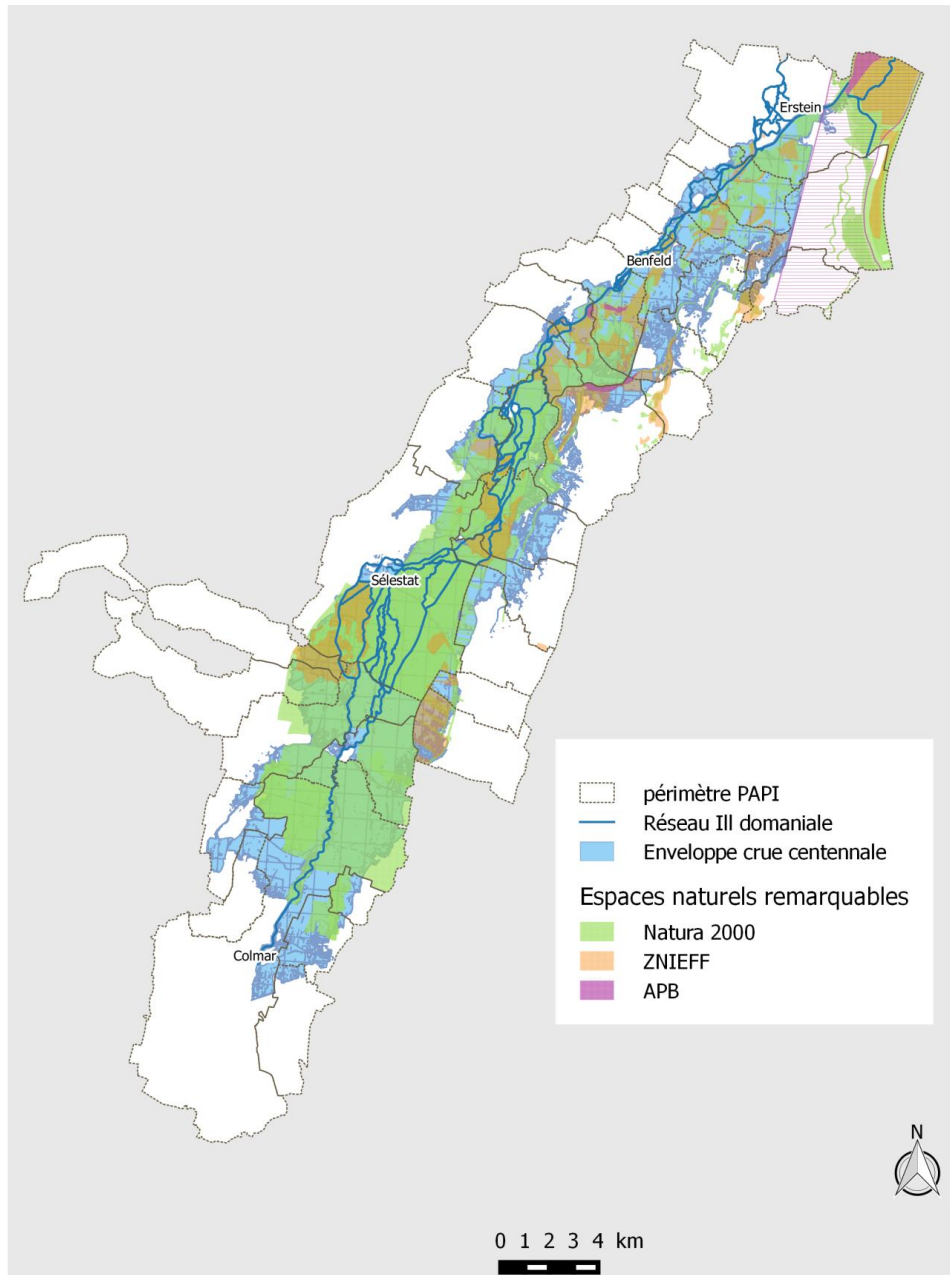 Erstein
Benfeld
Sélestat
Colmar
périmètre PAPI
Réseau Ill domaniale
Enveloppe crue centennale
Espaces naturels remarquables
Natura 2000
ZNIEFF
APB
N
0 1 2 3 4 km